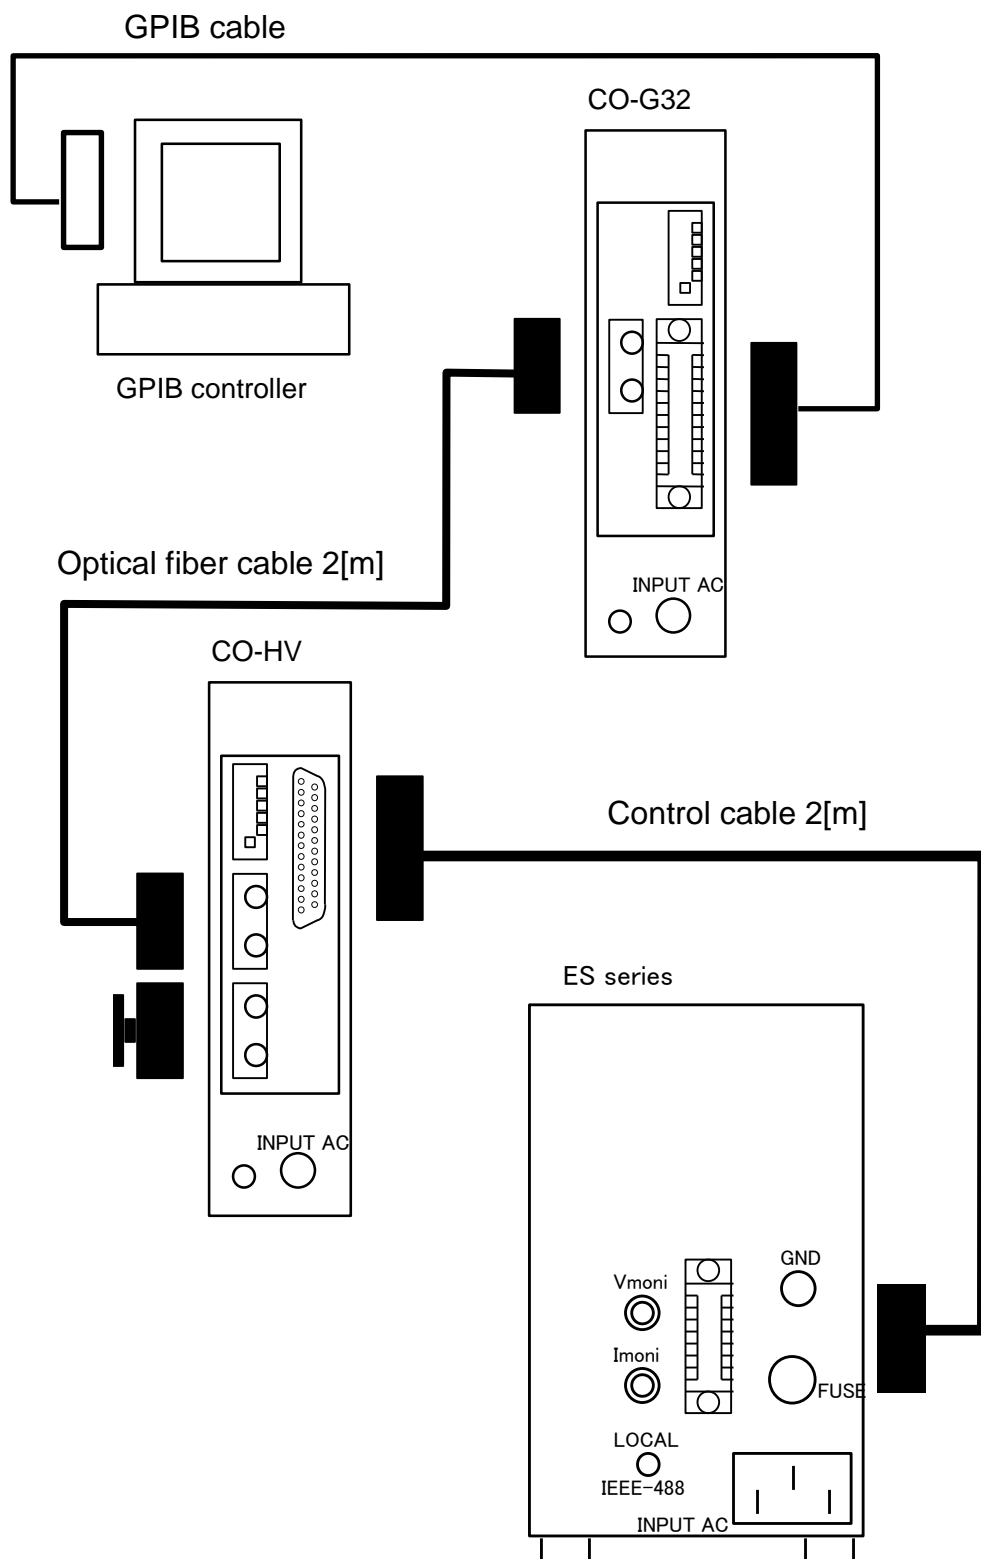 GPIB cable
CO-G32
GPIB controller
Optical fiber cable 2[m]
INPUT AC
CO-HV
Control cable 2[m]
INPUT AC
ES series
GND
Vmoni
Imoni
FUSE
LOCAL
IEEE-488
INPUT AC